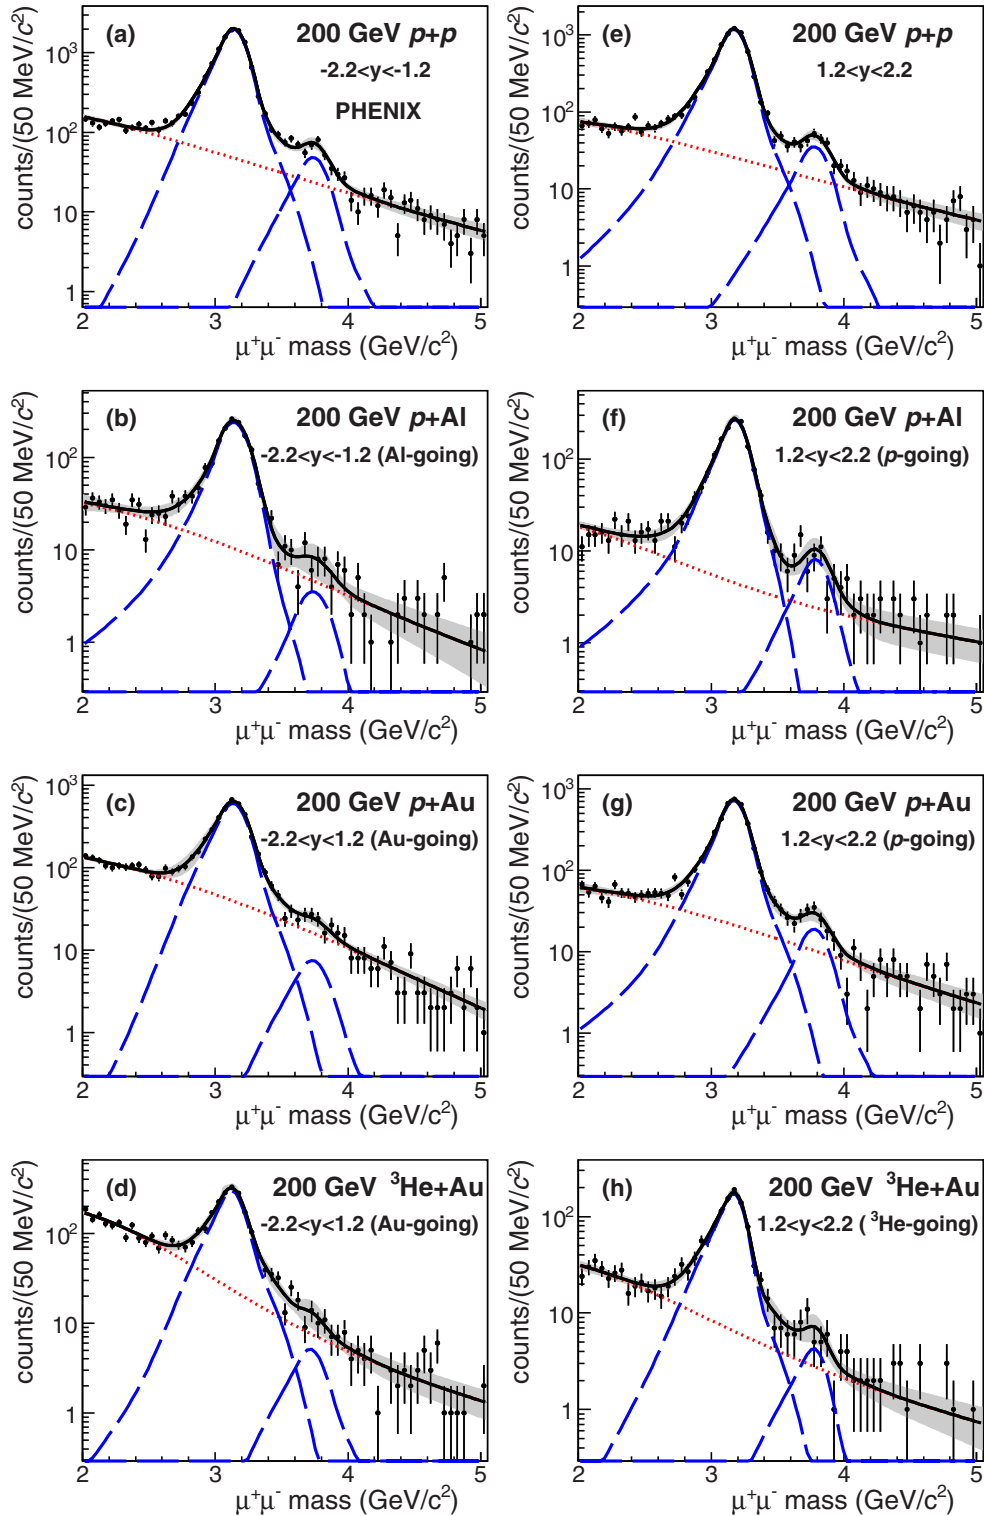 (a) 200 GeV p+p
-2.2<y<-1.2
PHENIX
counts/(50 MeV/c²)
10³
10²
10
1
2 3 4 5
μ⁺μ⁻ mass (GeV/c²)
(e) 200 GeV p+p
1.2<y<2.2
counts/(50 MeV/c²)
10³
10²
10
1
2 3 4 5
μ⁺μ⁻ mass (GeV/c²)
(b) 200 GeV p+Al
-2.2<y<-1.2 (Al-going)
counts/(50 MeV/c²)
10²
10
1
2 3 4 5
μ⁺μ⁻ mass (GeV/c²)
(f) 200 GeV p+Al
1.2<y<2.2 (p-going)
counts/(50 MeV/c²)
10²
10
1
2 3 4 5
μ⁺μ⁻ mass (GeV/c²)
(c) 200 GeV p+Au
-2.2<y<1.2 (Au-going)
counts/(50 MeV/c²)
10³
10²
10
1
2 3 4 5
μ⁺μ⁻ mass (GeV/c²)
(g) 200 GeV p+Au
1.2<y<2.2 (p-going)
counts/(50 MeV/c²)
10³
10²
10
1
2 3 4 5
μ⁺μ⁻ mass (GeV/c²)
(d) 200 GeV ³He+Au
-2.2<y<1.2 (Au-going)
counts/(50 MeV/c²)
10²
10
1
2 3 4 5
μ⁺μ⁻ mass (GeV/c²)
(h) 200 GeV ³He+Au
1.2<y<2.2 ( ³He-going)
counts/(50 MeV/c²)
10²
10
1
2 3 4 5
μ⁺μ⁻ mass (GeV/c²)